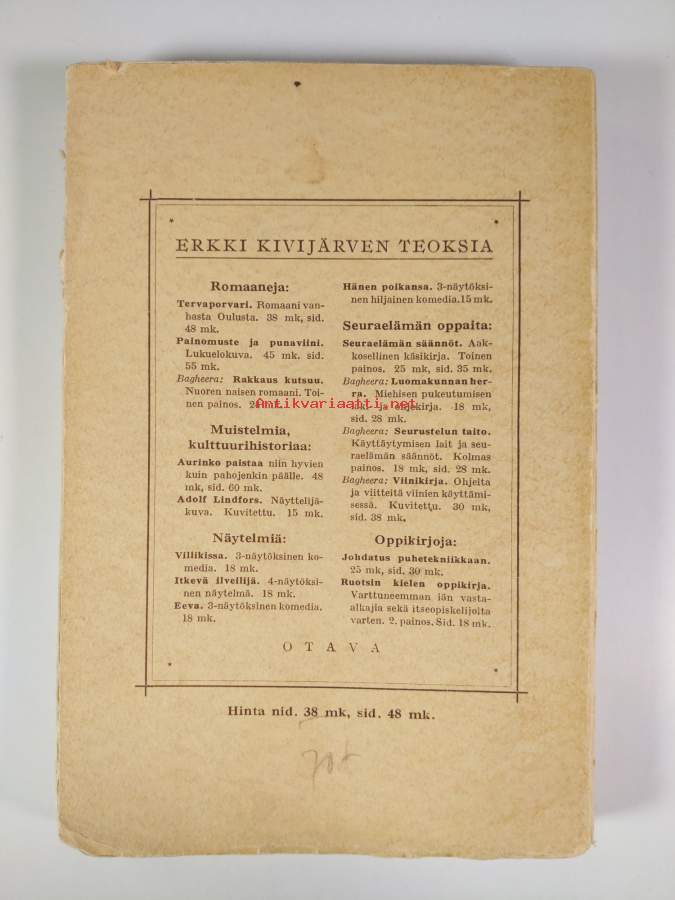 ERKKI KIVIJÄRVEN TEOKSIA
Romaaneja:
Tervaporvari. Romaani van-
hasta Oulusta. 38 mk, sid.
48 mk.
Painomuste ja punaviini.
Lukuelokuva. 45 mk. sid.
55 mk.
Bagheera: Rakkaus kutsuu.
Nuoren naisen romaani. Toi-
nen painos.
Muistelmia,
kulttuurihistoriaa:
Aurinko paistaa niin hyvien
kuin pahojenkin päälle. 48
mk, sid. 60 mk.
Adolf Lindfors. Näyttelijä-
kuva. Kuvitettu. 15 mk.
Näytelmiä:
Villikissa. 3-näytöksinen ko-
media. 18 mk.
Itkevä ilveilijä. 4-näytöksi-
nen näytelmä. 18 mk.
Eeva. 3-näytöksinen komedia.
18 mk.
Hänen poikansa. 3-näytöksi-
nen hiljainen komedia. 15 mk.
Seuraelämän oppaita:
Seuraelämän säännöt. Aak-
kosellinen käsikirja. Toinen
painos. 25 mk, sid. 35 mk.
Bagheera: Luomakunnan her-
ra. Miehisen pukeutumisen
ja ohjekirja. 18 mk,
sid. 28 mk.
Bagheera: Seurustelun taito.
Käyttäytymisen lait ja seu-
raelämän säännöt. Kolmas
painos. 18 mk, sid. 28 mk.
Bagheera: Viinikirja. Ohjeita
ja viitteitä viinien käyttämi-
sessä. Kuvitettu. 30 mk,
sid. 38 mk.
Oppikirjoja:
Johdatus puhetekniikkaan.
25 mk, sid. 30 mk.
Ruotsin kielen oppikirja.
Varttuneemman iän vasta-
alkajia sekä itseopiskelijoita
varten. 2. painos. Sid. 18 mk.
OTAVA
Hinta nid. 38 mk, sid. 48 mk.
Antikvariaatti.net